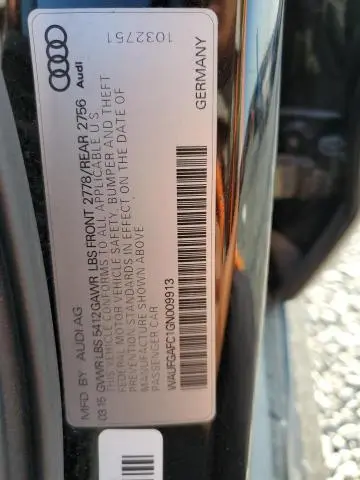 MFD BY AUDI AG
03.15 GVWR LBS 5412 GAWR LBS FRONT 2778/REAR 2756
THIS VEHICLE CONFORMS TO ALL APPLICABLE U.S
FEDERAL MOTOR VEHICLE SAFETY, BUMPER AND THEFT
PREVENTION STANDARDS IN EFFECT ON THE DATE OF
MANUFACTURE SHOWN ABOVE
PASSENGER CAR
WAUFGAFC1GN009913
GERMANY
Audi
1032751